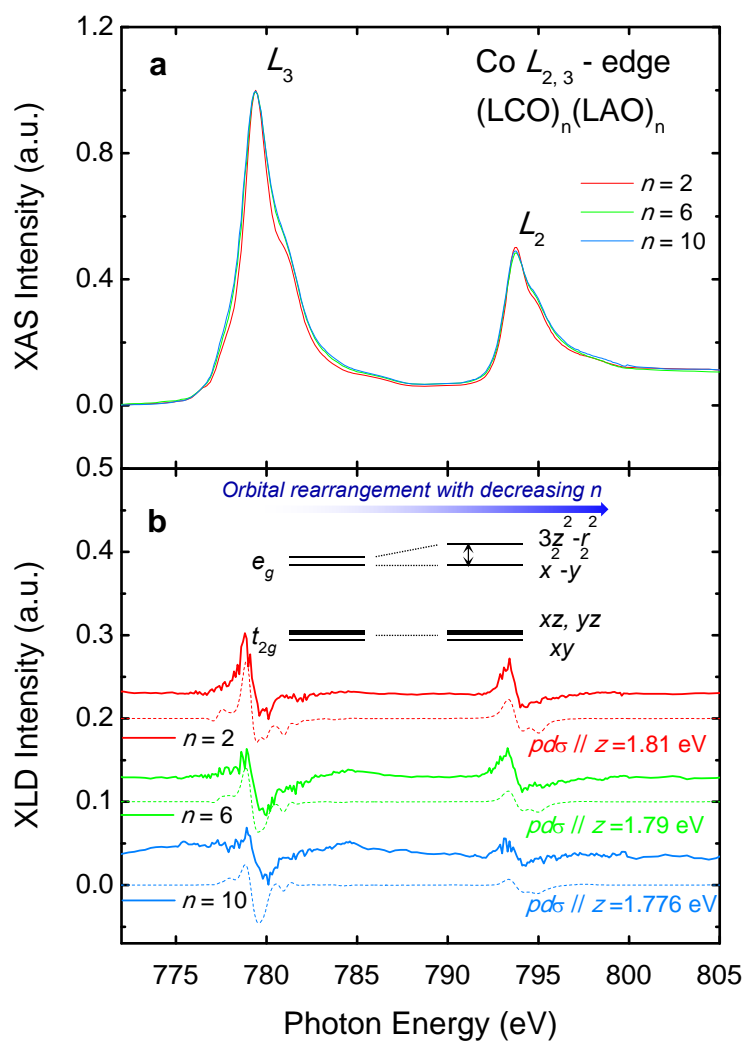 1.2
a
L3
Co L2, 3 - edge
(LCO)n(LAO)n
n = 2
n = 6
n = 10
L2
0.8
0.4
0.0
XAS Intensity (a.u.)
0.5
Orbital rearrangement with decreasing n
b
3z²-r²
x²-y²
eg
0.4
t2g
xz, yz
xy
0.3
0.2
n = 2
pdσ // z =1.81 eV
0.1
n = 6
pdσ // z =1.79 eV
0.0
n = 10
pdσ // z =1.776 eV
XLD Intensity (a.u.)
775 780 785 790 795 800 805
Photon Energy (eV)